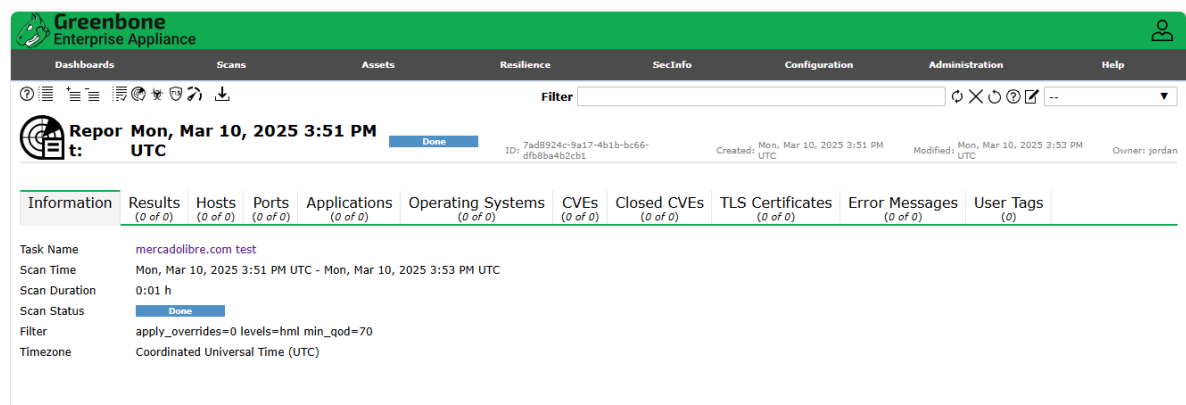 Greenbone
Enterprise Appliance
Dashboards Scans Assets Resilience SecInfo Configuration Administration Help
TLS
Filter -- ▼
Report: Mon, Mar 10, 2025 3:51 PM UTC Done ID: 7ad8924c-9a17-4b1b-bc66-dfb8ba4b2cb1 Created: Mon, Mar 10, 2025 3:51 PM UTC Modified: Mon, Mar 10, 2025 3:53 PM UTC Owner: jordan
Information Results Hosts Ports Applications Operating Systems CVEs Closed CVEs TLS Certificates Error Messages User Tags
(0 of 0) (0 of 0) (0 of 0) (0 of 0) (0 of 0) (0 of 0) (0 of 0) (0 of 0) (0 of 0) (0)
Task Name mercadolibre.com test
Scan Time Mon, Mar 10, 2025 3:51 PM UTC - Mon, Mar 10, 2025 3:53 PM UTC
Scan Duration 0:01 h
Scan Status Done
Filter apply_overrides=0 levels=hml min_qod=70
Timezone Coordinated Universal Time (UTC)